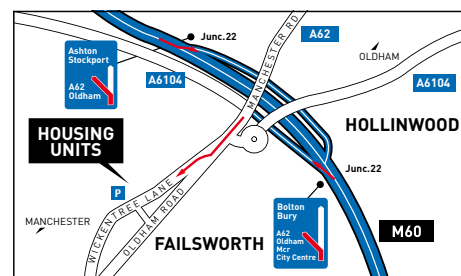 Junc.22
MANCHESTER RD
A62
Ashton
Stockport
A62
Oldham
A6104
OLDHAM
A6104
HOUSING
UNITS
HOLLINWOOD
Junc.22
P
WICKENTREE LANE
OLDHAM ROAD
MANCHESTER
FAILSWORTH
Bolton
Bury
A62
Oldham
Mcr
City Centre
M60